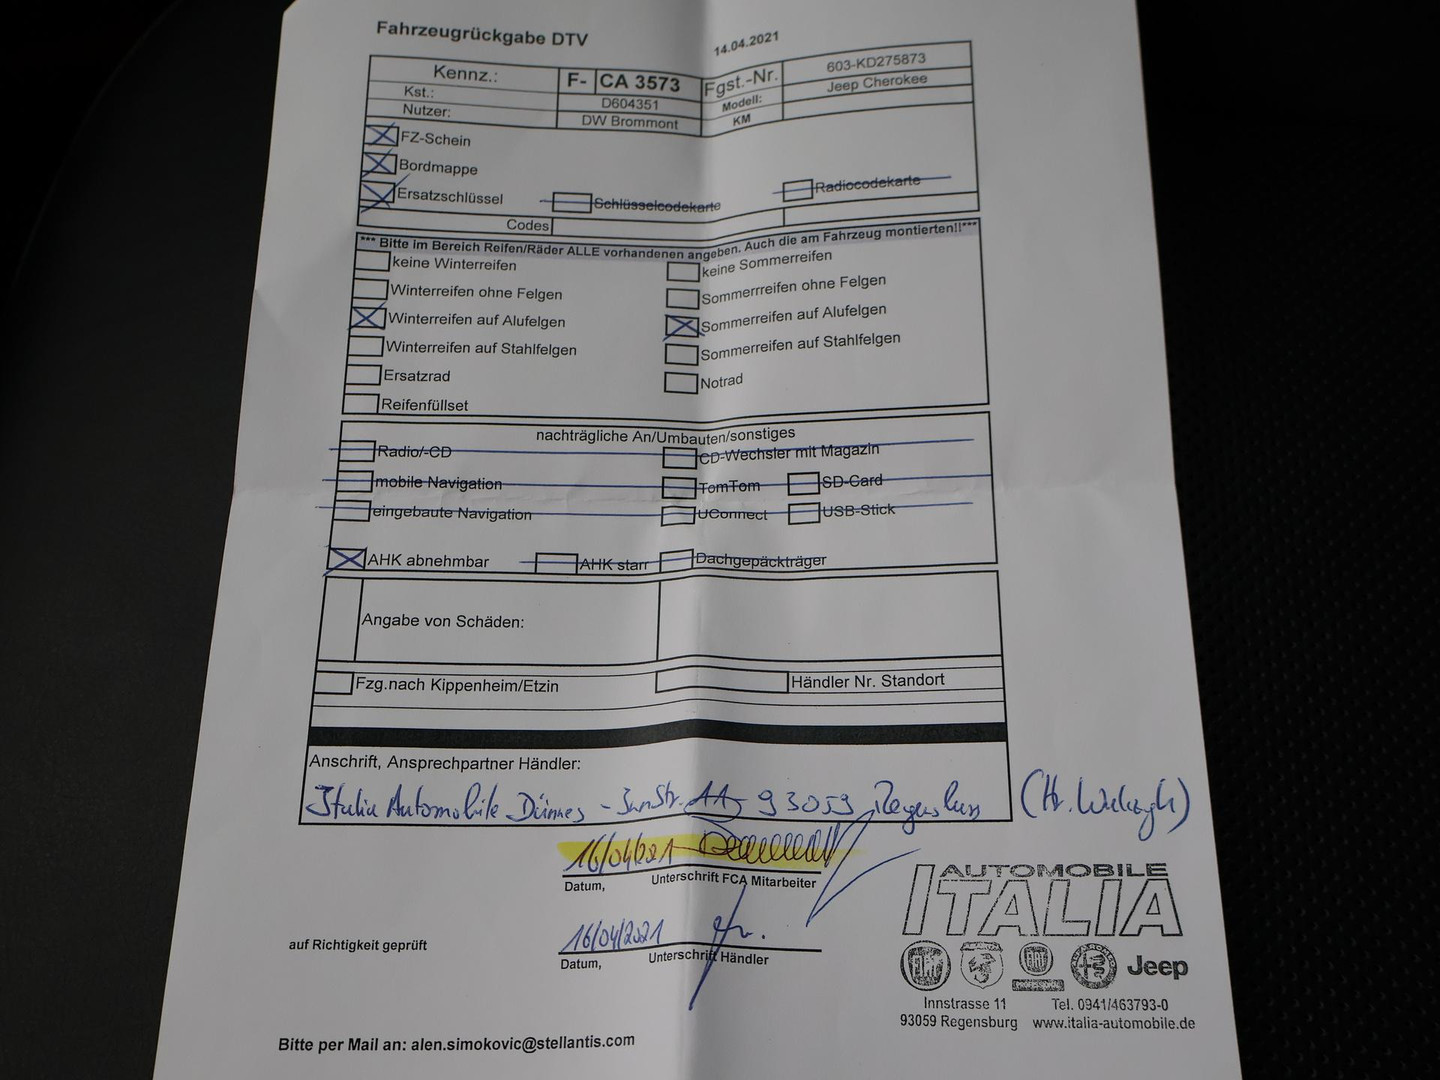 Fahrzeugrückgabe DTV
14.04.2021
Kennz.: F- CA 3573 Fgst.-Nr. 603-KD275873
Kst.: D604351 Modell: Jeep Cherokee
Nutzer: DW Brommont KM
FZ-Schein
Bordmappe
Ersatzschlüssel Schlüsselcodekarte Radiocodekarte
Codes
*** Bitte im Bereich Reifen/Räder ALLE vorhandenen angeben. Auch die am Fahrzeug montierten!!***
keine Winterreifen keine Sommerreifen
Winterreifen ohne Felgen Sommerrreifen ohne Felgen
Winterreifen auf Alufelgen Sommerreifen auf Alufelgen
Winterreifen auf Stahlfelgen Sommerreifen auf Stahlfelgen
Ersatzrad Notrad
Reifenfüllset
nachträgliche An/Umbauten/sonstiges
Radio/-CD CD-Wechsler mit Magazin
mobile Navigation TomTom SD-Card
eingebaute Navigation UConnect USB-Stick
AHK abnehmbar AHK starr Dachgepäckträger
Angabe von Schäden:
Fzg.nach Kippenheim/Etzin Händler Nr. Standort
Anschrift, Ansprechpartner Händler:
Italia Automobile - Innstr. 11, 93059 Regensburg (Hr.
16/04/2021
Datum, Unterschrift FCA Mitarbeiter
16/04/2021
Datum, Unterschrift Händler
auf Richtigkeit geprüft
AUTOMOBILE
ITALIA
FIAT Jeep
Innstrasse 11 Tel. 0941/463793-0
93059 Regensburg www.italia-automobile.de
Bitte per Mail an: alen.simokovic@stellantis.com